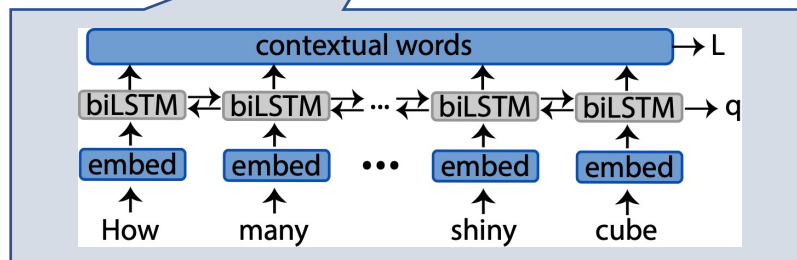 contextual words L
biLSTM biLSTM ... biLSTM biLSTM q
embed embed ... embed embed
How many shiny cube